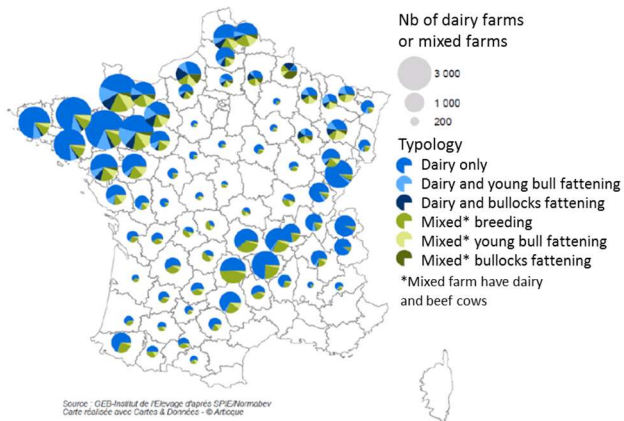 Nb of dairy farms
or mixed farms
3 000
1 000
200
Typology
Dairy only
Dairy and young bull fattening
Dairy and bullocks fattening
Mixed* breeding
Mixed* young bull fattening
Mixed* bullocks fattening
*Mixed farm have dairy
and beef cows
Source : GEB-Institut de l'Elevage d'après SPIE/Normabev
Carte réalisée avec Cartes & Données - © Articque